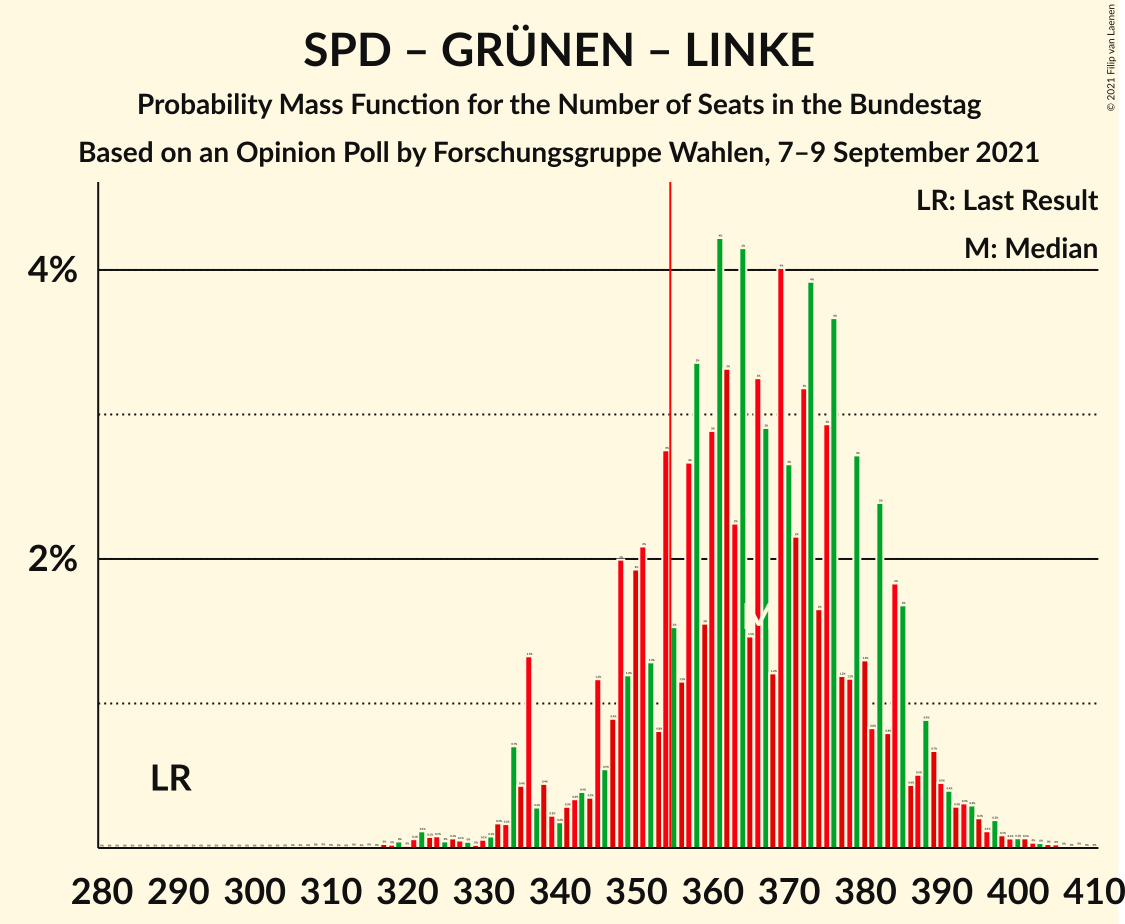 SPD – GRÜNEN – LINKE
Probability Mass Function for the Number of Seats in the Bundestag
Based on an Opinion Poll by Forschungsgruppe Wahlen, 7–9 September 2021
© 2021 Filip van Laenen
LR: Last Result
M: Median
4%
2%
LR
M
280 290 300 310 320 330 340 350 360 370 380 390 400 410